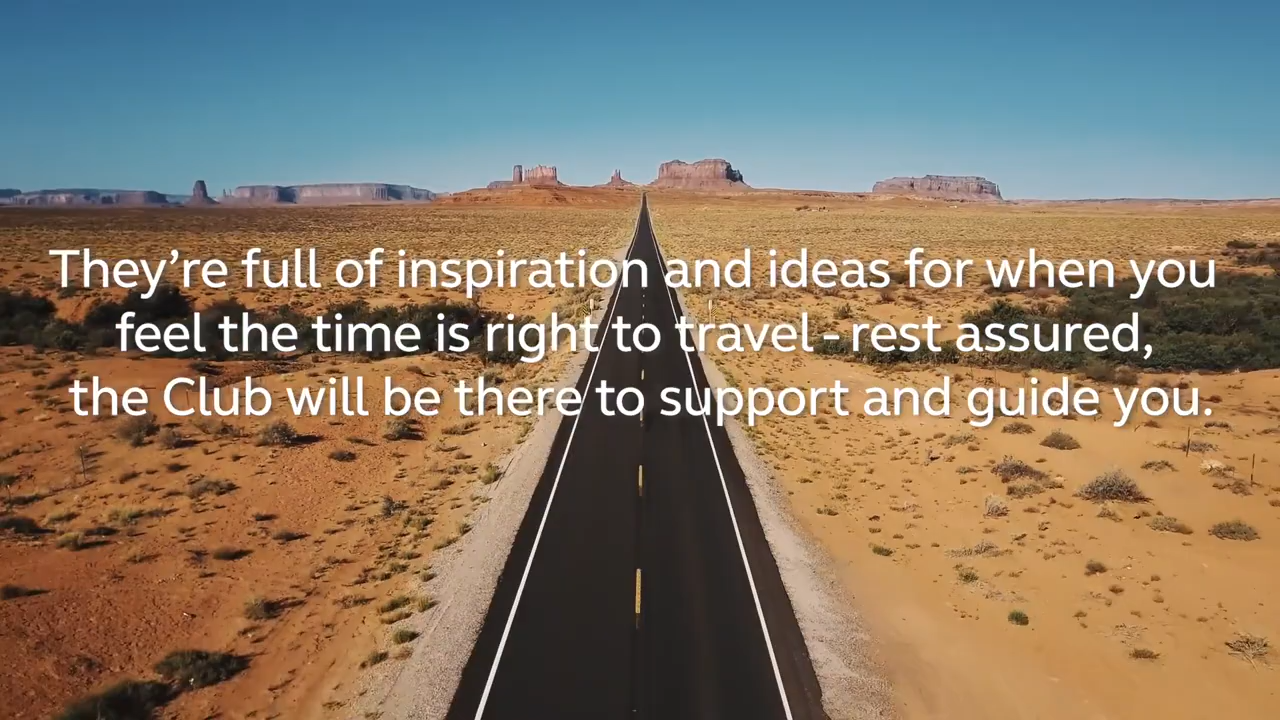 They’re full of inspiration and ideas for when you
feel the time is right to travel - rest assured,
the Club will be there to support and guide you.